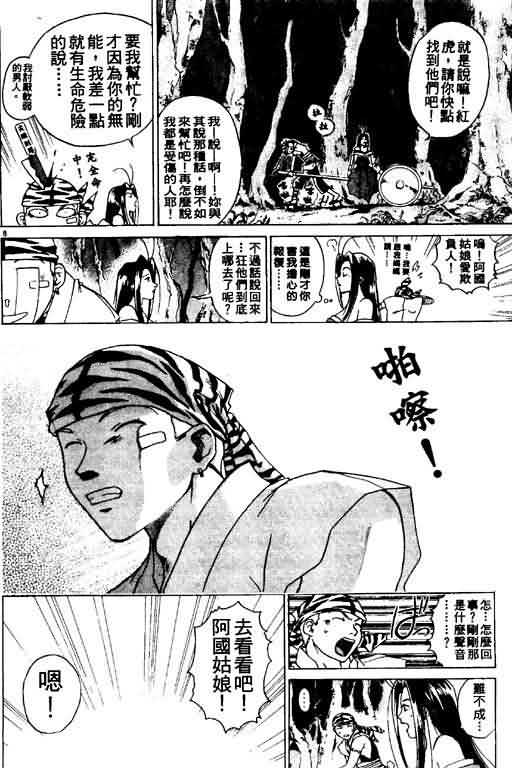 就是說嘛！紅
虎，請你快點
找到他們吧！
拉
拉
我—說—啊—！妳與
其說那種話，倒不如
來幫忙吧！再怎麼說
我都是受傷的人耶！
要我幫忙？剛
才因為你的無
能，我差一點
就有生命危險
的說……
我討厭軟弱
的男人。
完全命
中！
嗚！阿國
姑娘愛欺
負人！
這是剛才你
害我擔心的
報復。
不過話說回來
…狂他們到底
上哪去了呢？
啪
嚓！
怎…怎麼回
事？剛剛那
是什麼聲音
………？
難不成…
去看看吧！
阿國姑娘！
嗯！